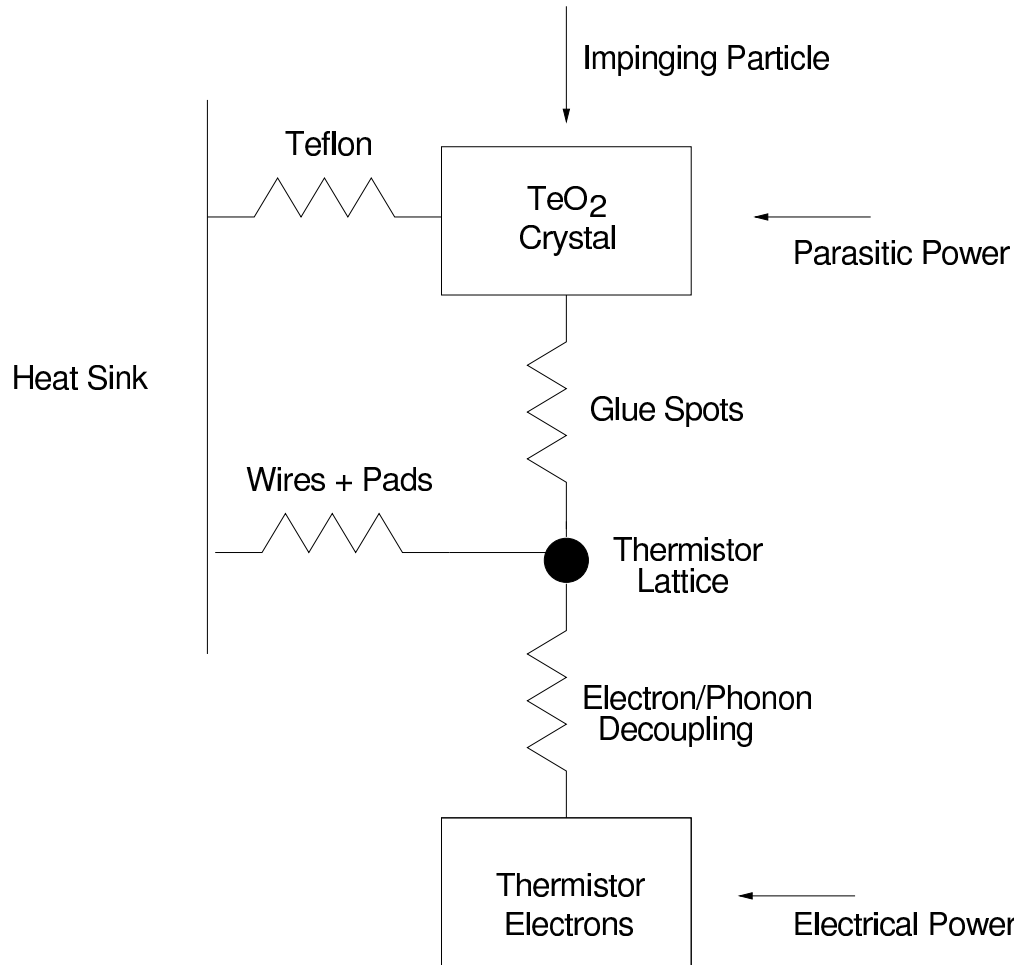 Impinging Particle
Teflon
TeO2
Crystal
Parasitic Power
Heat Sink
Glue Spots
Wires + Pads
Thermistor
Lattice
Electron/Phonon
Decoupling
Thermistor
Electrons
Electrical Power